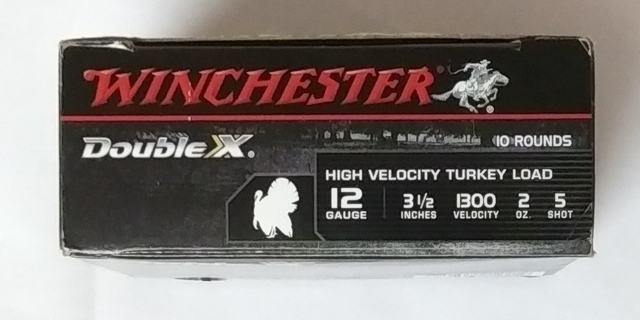 WINCHESTER®
Double X®
10 ROUNDS
HIGH VELOCITY TURKEY LOAD
12 3 1/2 1300 2 5
GAUGE INCHES VELOCITY OZ. SHOT